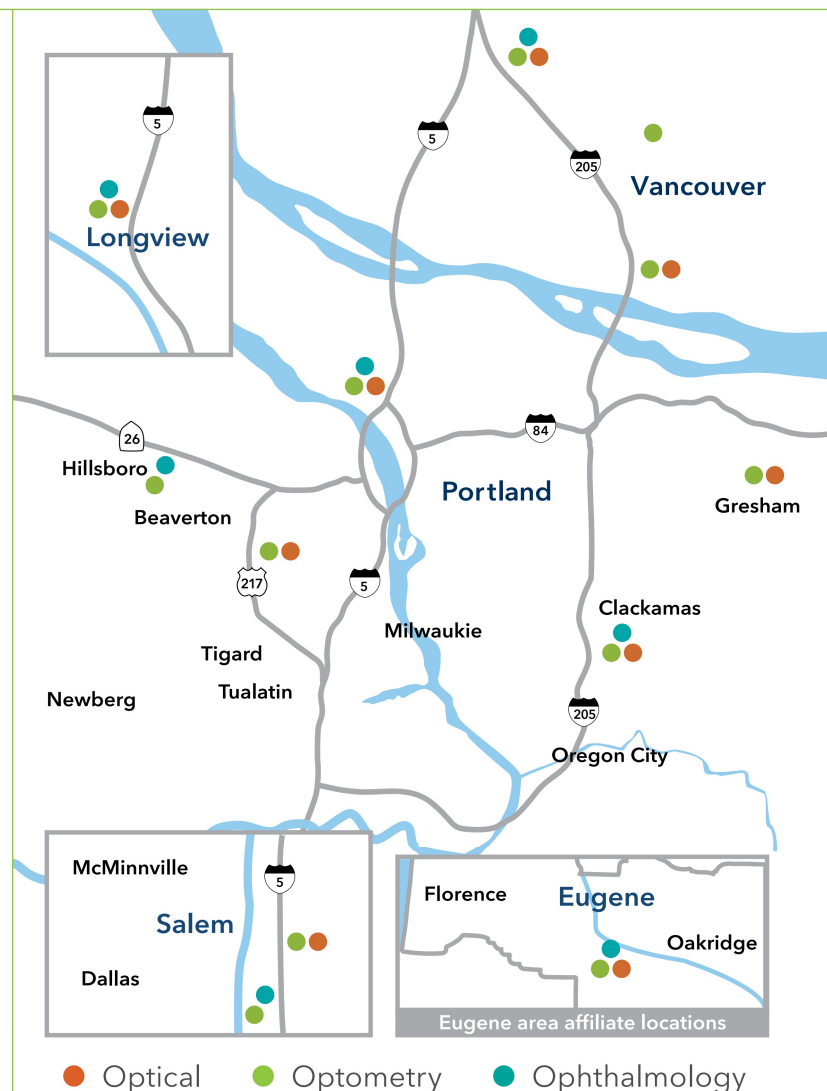 5
5
205
Vancouver
Longview
26
84
Hillsboro
Portland
Gresham
Beaverton
217
5
Clackamas
Milwaukie
Tigard
Tualatin
Newberg
205
Oregon City
McMinnville
5
Salem
Dallas
Florence
Eugene
Oakridge
Eugene area affiliate locations
Optical Optometry Ophthalmology